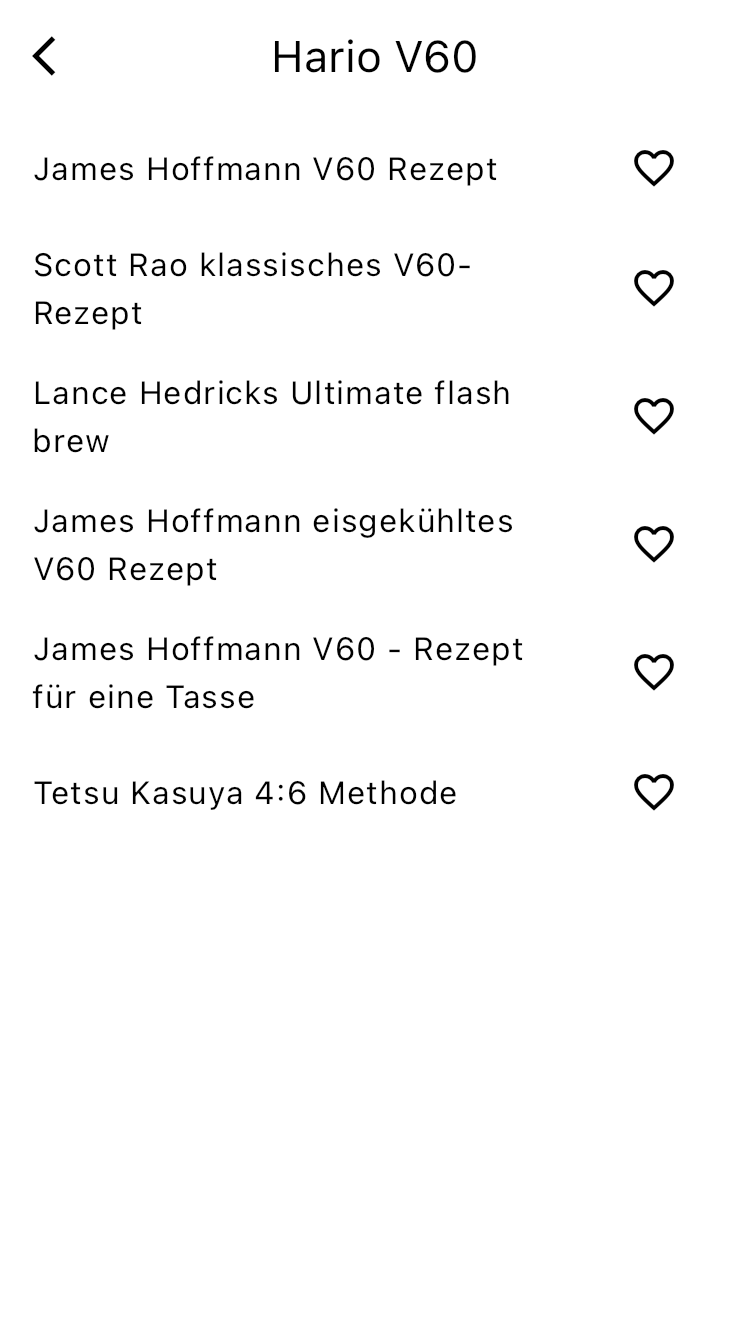 Hario V60
James Hoffmann V60 Rezept
Scott Rao klassisches V60-
Rezept
Lance Hedricks Ultimate flash
brew
James Hoffmann eisgekühltes
V60 Rezept
James Hoffmann V60 - Rezept
für eine Tasse
Tetsu Kasuya 4:6 Methode